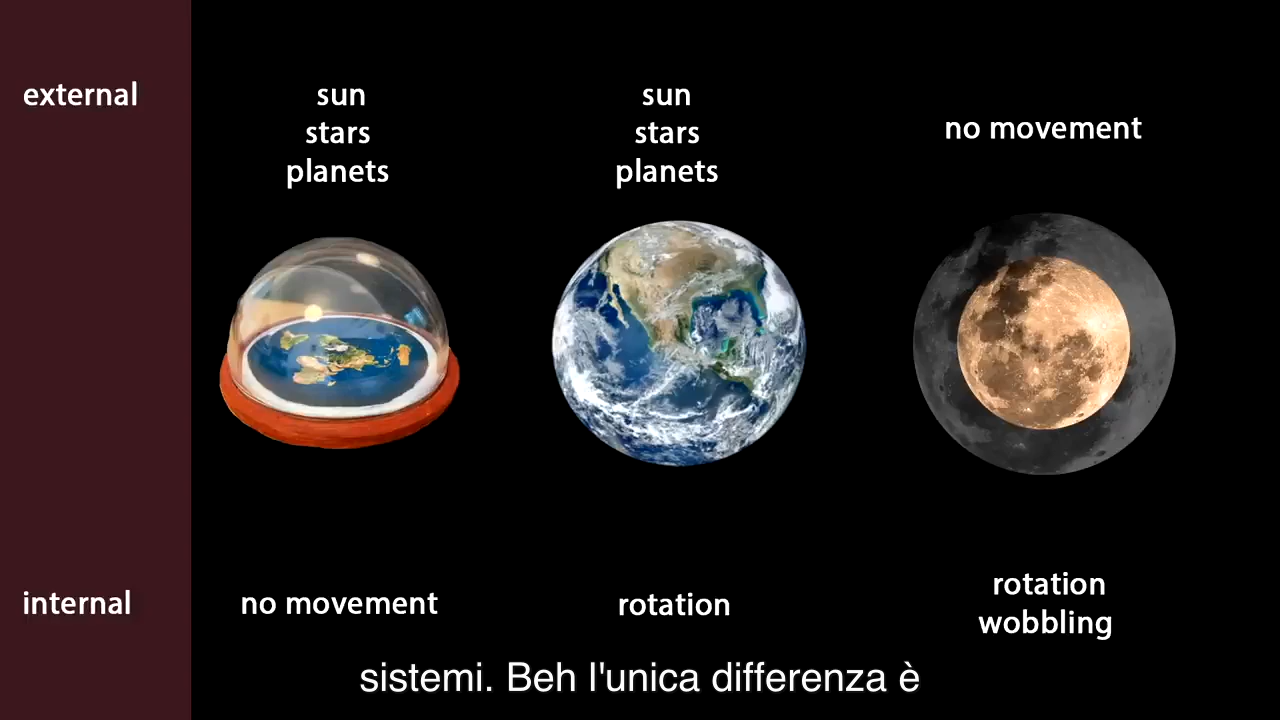 external
sun
stars
planets
sun
stars
planets
no movement
internal
no movement
rotation
rotation
wobbling
sistemi. Beh l'unica differenza è